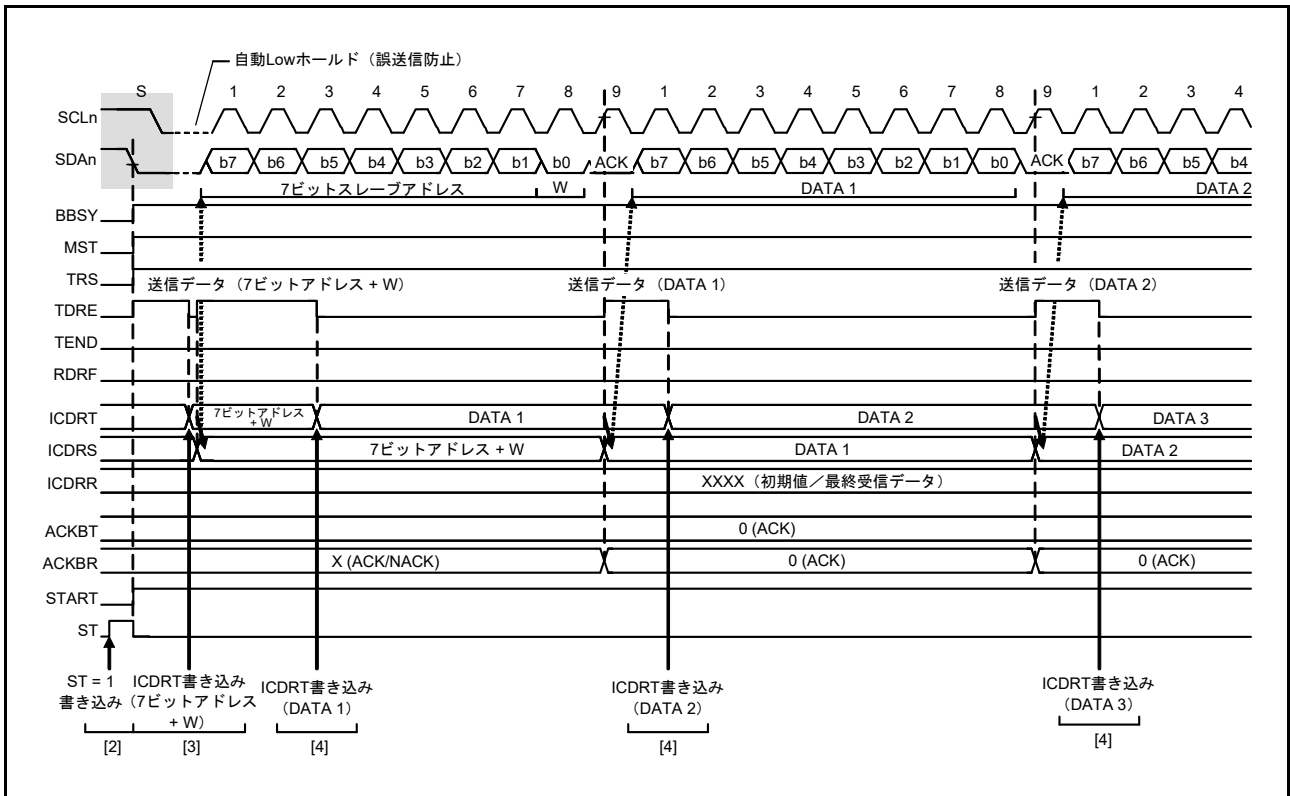 自動Lowホールド（誤送信防止）
S 1 2 3 4 5 6 7 8 9 1 2 3 4 5 6 7 8 9 1 2 3 4
SCLn
SDAn b7 b6 b5 b4 b3 b2 b1 b0 ACK b7 b6 b5 b4 b3 b2 b1 b0 ACK b7 b6 b5 b4
7ビットスレーブアドレス W DATA 1 DATA 2
BBSY
MST
TRS
送信データ（7ビットアドレス + W） 送信データ（DATA 1） 送信データ（DATA 2）
TDRE
TEND
RDRF
ICDRT 7ビットアドレス + W DATA 1 DATA 2 DATA 3
ICDRS 7ビットアドレス + W DATA 1 DATA 2
ICDRR XXXX（初期値／最終受信データ）
ACKBT 0 (ACK)
ACKBR X (ACK/NACK) 0 (ACK) 0 (ACK)
START
ST
ST = 1
書き込み
ICDRT書き込み
（7ビットアドレス
+ W）
ICDRT書き込み
（DATA 1）
ICDRT書き込み
（DATA 2）
ICDRT書き込み
（DATA 3）
[2] [3] [4] [4] [4]